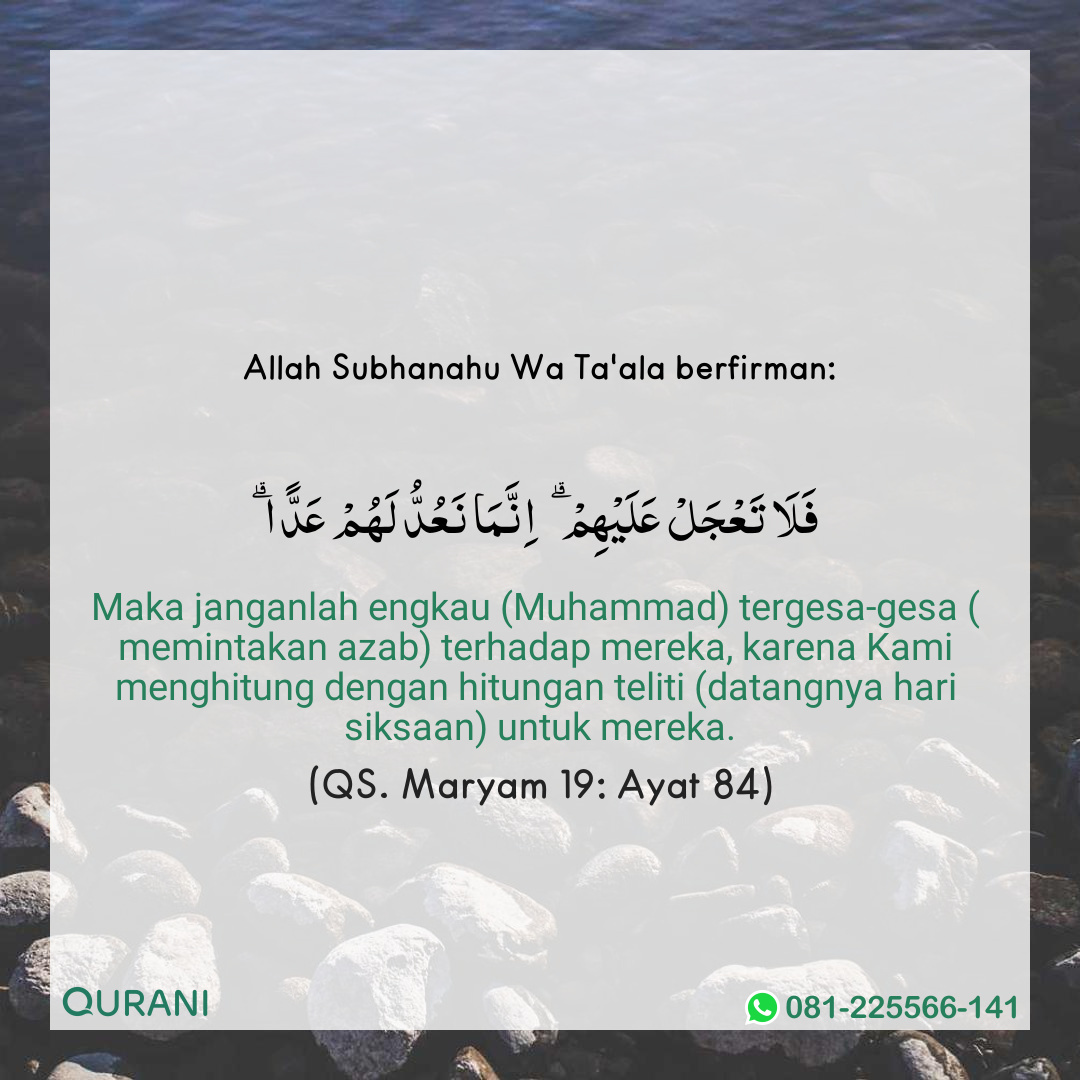 Allah Subhanahu Wa Ta'ala berfirman:
فَلَا تَعْجَلْ عَلَيْهِمْ ۗ اِنَّمَا نَعُدُّ لَهُمْ عَدًّا ۗ
Maka janganlah engkau (Muhammad) tergesa-gesa (
memintakan azab) terhadap mereka, karena Kami
menghitung dengan hitungan teliti (datangnya hari
siksaan) untuk mereka.
(QS. Maryam 19: Ayat 84)
QURANI
081-225566-141